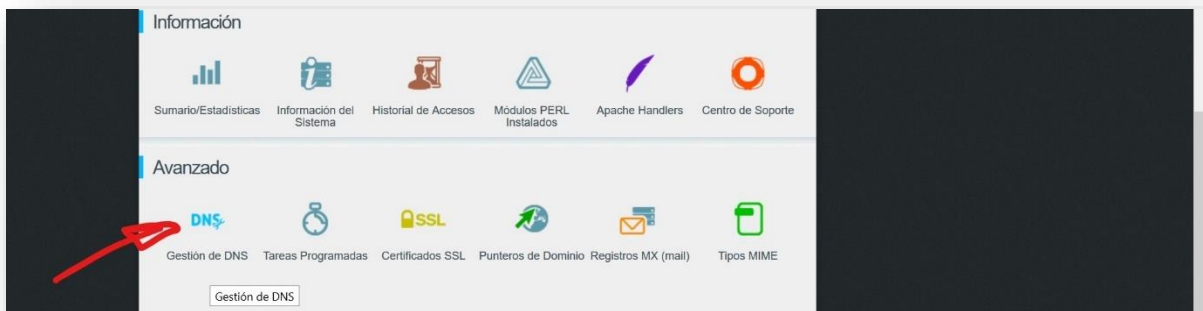 Información
Sumario/Estadísticas
Información del
Sistema
Historial de Accesos
Módulos PERL
Instalados
Apache Handlers
Centro de Soporte
Avanzado
DNS
SSL
Gestión de DNS
Tareas Programadas
Certificados SSL
Punteros de Dominio
Registros MX (mail)
Tipos MIME
Gestión de DNS